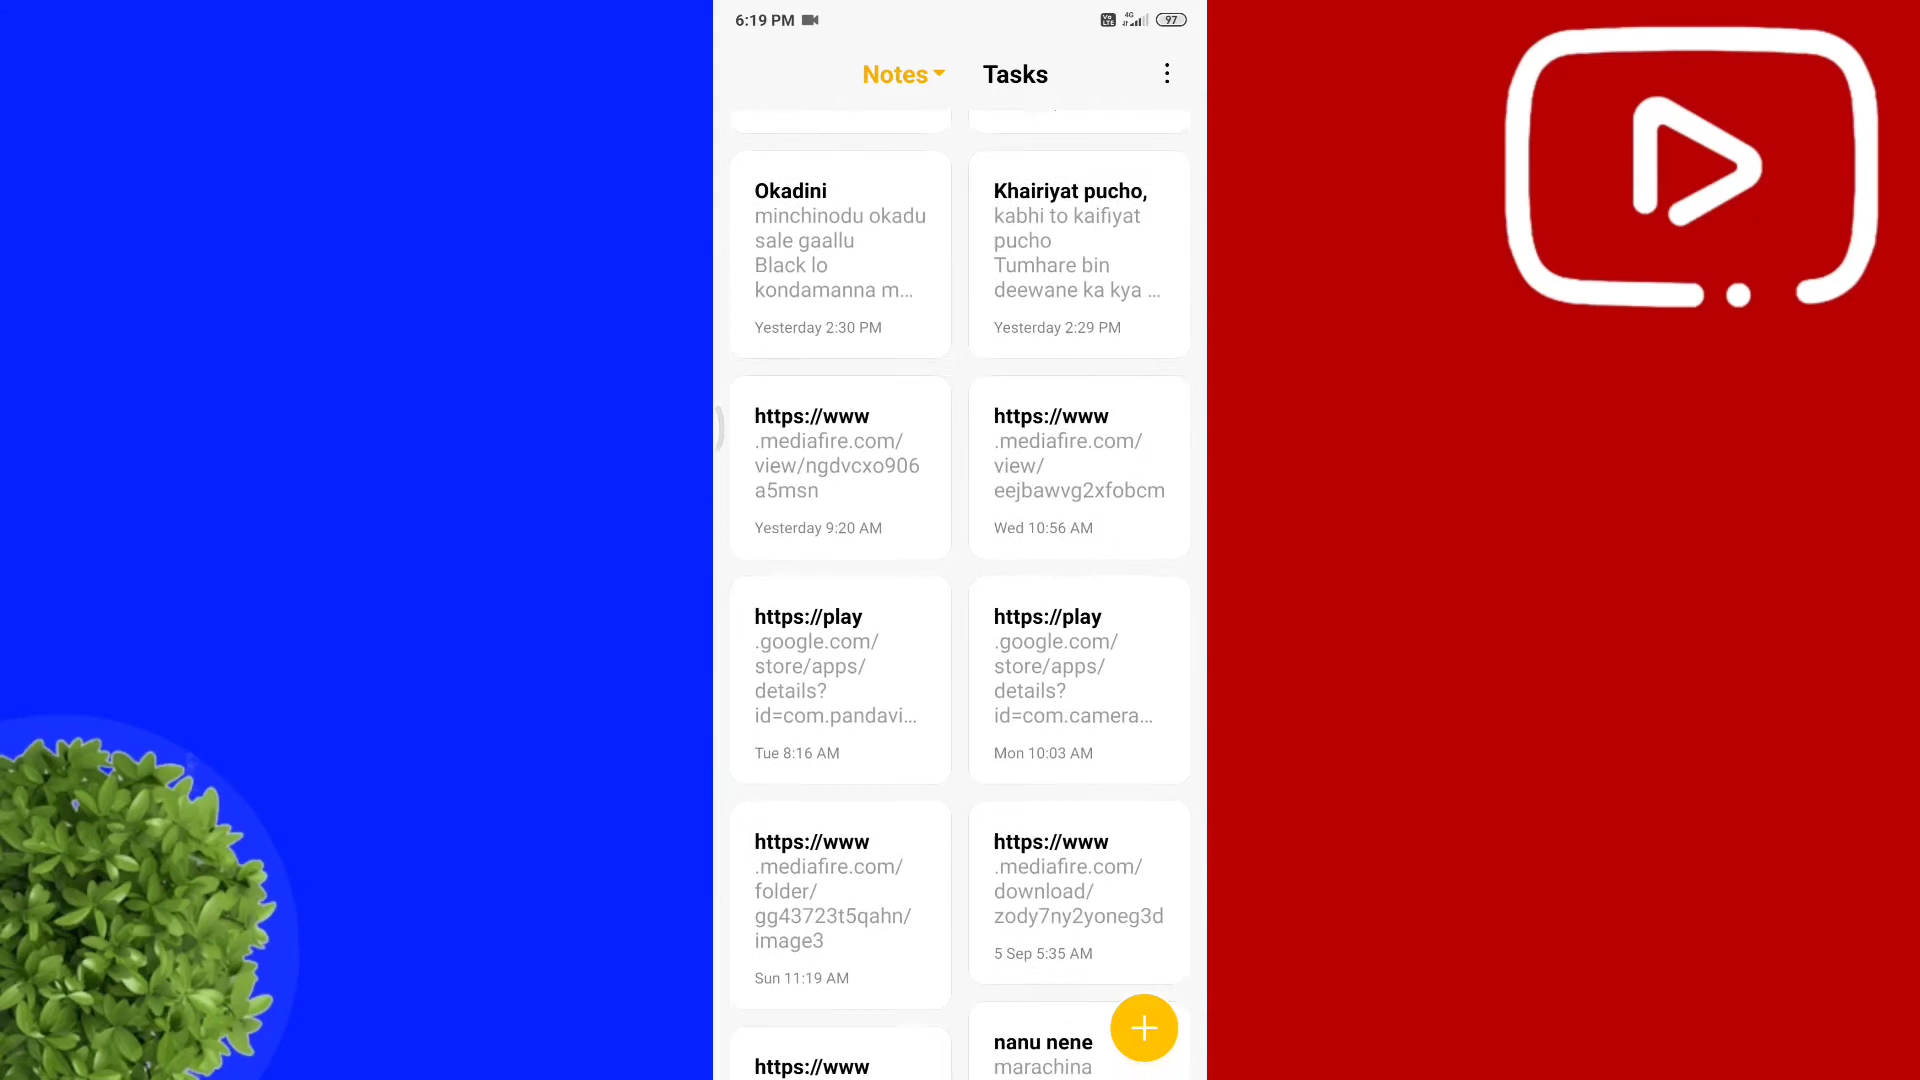 6:19 PM
Vo LTE 4G 97
Notes
Tasks
Okadini
minchinodu okadu
sale gaallu
Black lo
kondamanna m...
Yesterday 2:30 PM
Khairiyat pucho,
kabhi to kaifiyat
pucho
Tumhare bin
deewane ka kya ...
Yesterday 2:29 PM
https://www
.mediafire.com/
view/ngdvcxo906
a5msn
Yesterday 9:20 AM
https://www
.mediafire.com/
view/
eejbawvg2xfobcm
Wed 10:56 AM
https://play
.google.com/
store/apps/
details?
id=com.pandavi...
Tue 8:16 AM
https://play
.google.com/
store/apps/
details?
id=com.camera...
Mon 10:03 AM
https://www
.mediafire.com/
folder/
gg43723t5qahn/
image3
Sun 11:19 AM
https://www
.mediafire.com/
download/
zody7ny2yoneg3d
5 Sep 5:35 AM
https://www
nanu nene
marachina